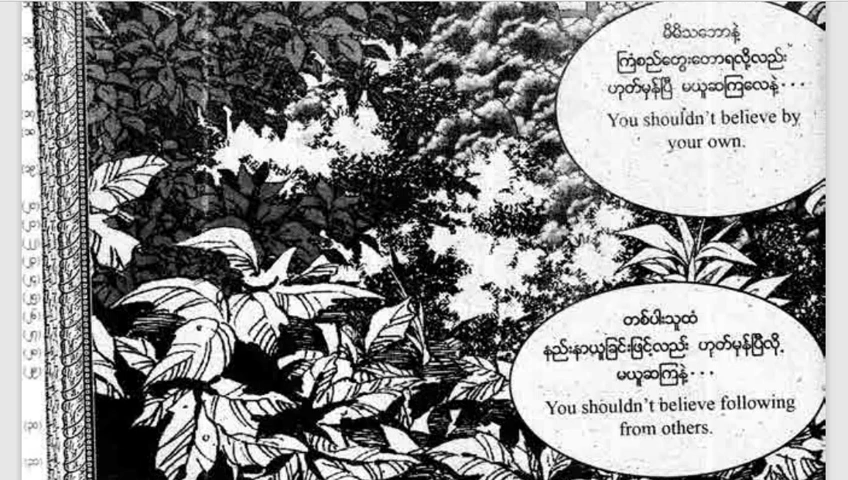 မိမိသဘောနဲ့
ကြံစည်တွေးတောရလို့လည်း
ဟုတ်မှန်ပြီ မယူဆကြလေနဲ့・・・
You shouldn't believe by
your own.
တစ်ပါးသူထံ
နည်းနာယူခြင်းဖြင့်လည်း ဟုတ်မှန်ပြီလို့
မယူဆကြနဲ့・・・
You shouldn't believe following
from others.